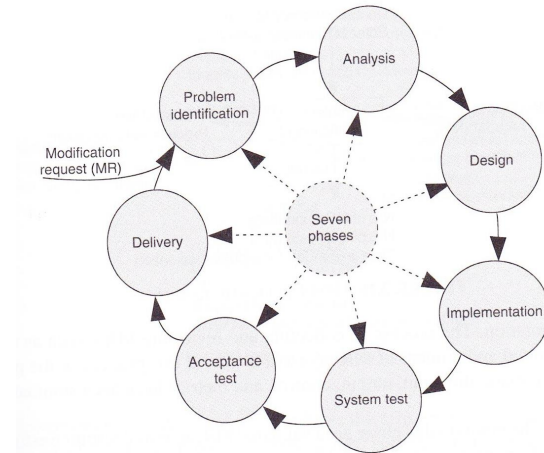 Analysis
Problem
identification
Modification
request (MR)
Design
Seven
phases
Delivery
Implementation
Acceptance
test
System test